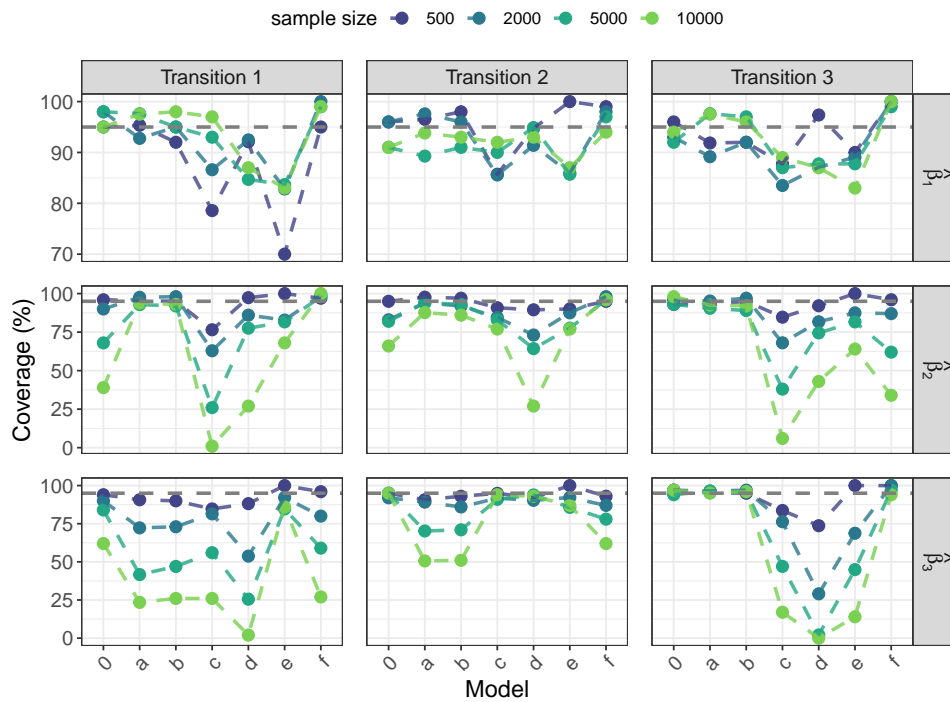 sample size 500 2000 5000 10000
Transition 1 Transition 2 Transition 3
100
90
80
70
β̂₁
100
75
50
25
0
β̂₂
100
75
50
25
0
β̂₃
Coverage (%)
0 a b c d e f 0 a b c d e f 0 a b c d e f
Model